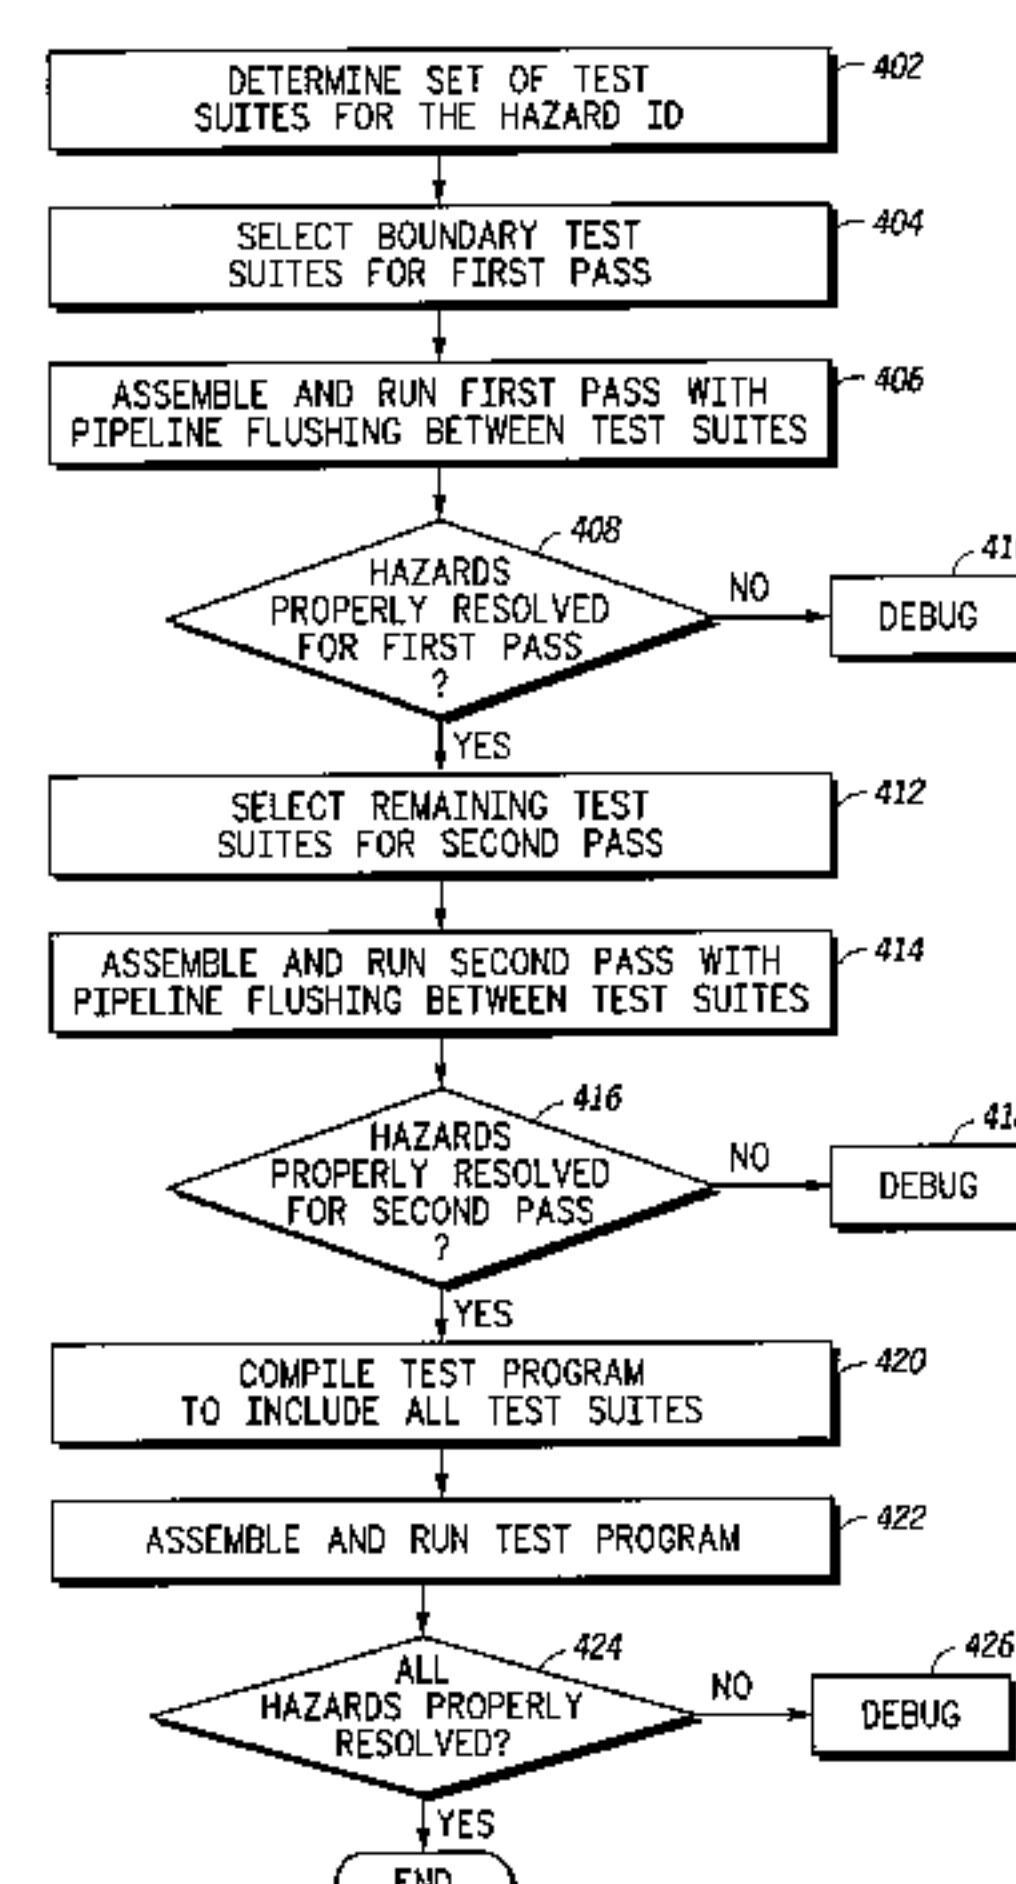 402
DETERMINE SET OF TEST
SUITES FOR THE HAZARD ID
404
SELECT BOUNDARY TEST
SUITES FOR FIRST PASS
406
ASSEMBLE AND RUN FIRST PASS WITH
PIPELINE FLUSHING BETWEEN TEST SUITES
408
HAZARDS
PROPERLY RESOLVED
FOR FIRST PASS
?
NO
DEBUG
YES
412
SELECT REMAINING TEST
SUITES FOR SECOND PASS
414
ASSEMBLE AND RUN SECOND PASS WITH
PIPELINE FLUSHING BETWEEN TEST SUITES
416
HAZARDS
PROPERLY RESOLVED
FOR SECOND PASS
?
NO
DEBUG
YES
420
COMPILE TEST PROGRAM
TO INCLUDE ALL TEST SUITES
422
ASSEMBLE AND RUN TEST PROGRAM
424
ALL
HAZARDS PROPERLY
RESOLVED?
NO
426
DEBUG
YES
END